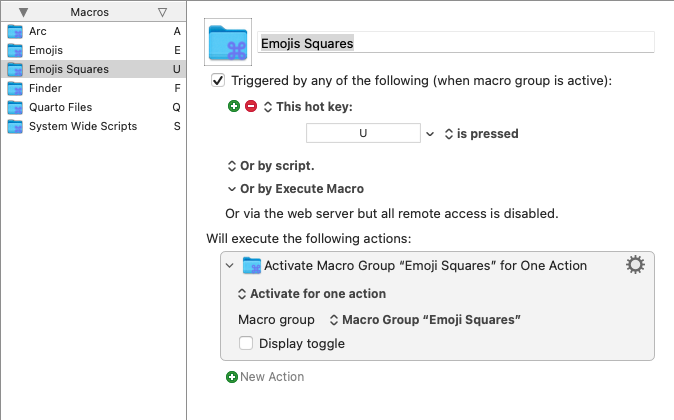 Macros
Arc A
Emojis E
Emojis Squares U
Finder F
Quarto Files Q
System Wide Scripts S
Emojis Squares
Triggered by any of the following (when macro group is active):
This hot key:
U is pressed
Or by script.
Or by Execute Macro
Or via the web server but all remote access is disabled.
Will execute the following actions:
Activate Macro Group “Emoji Squares” for One Action
Activate for one action
Macro group Macro Group “Emoji Squares”
Display toggle
New Action